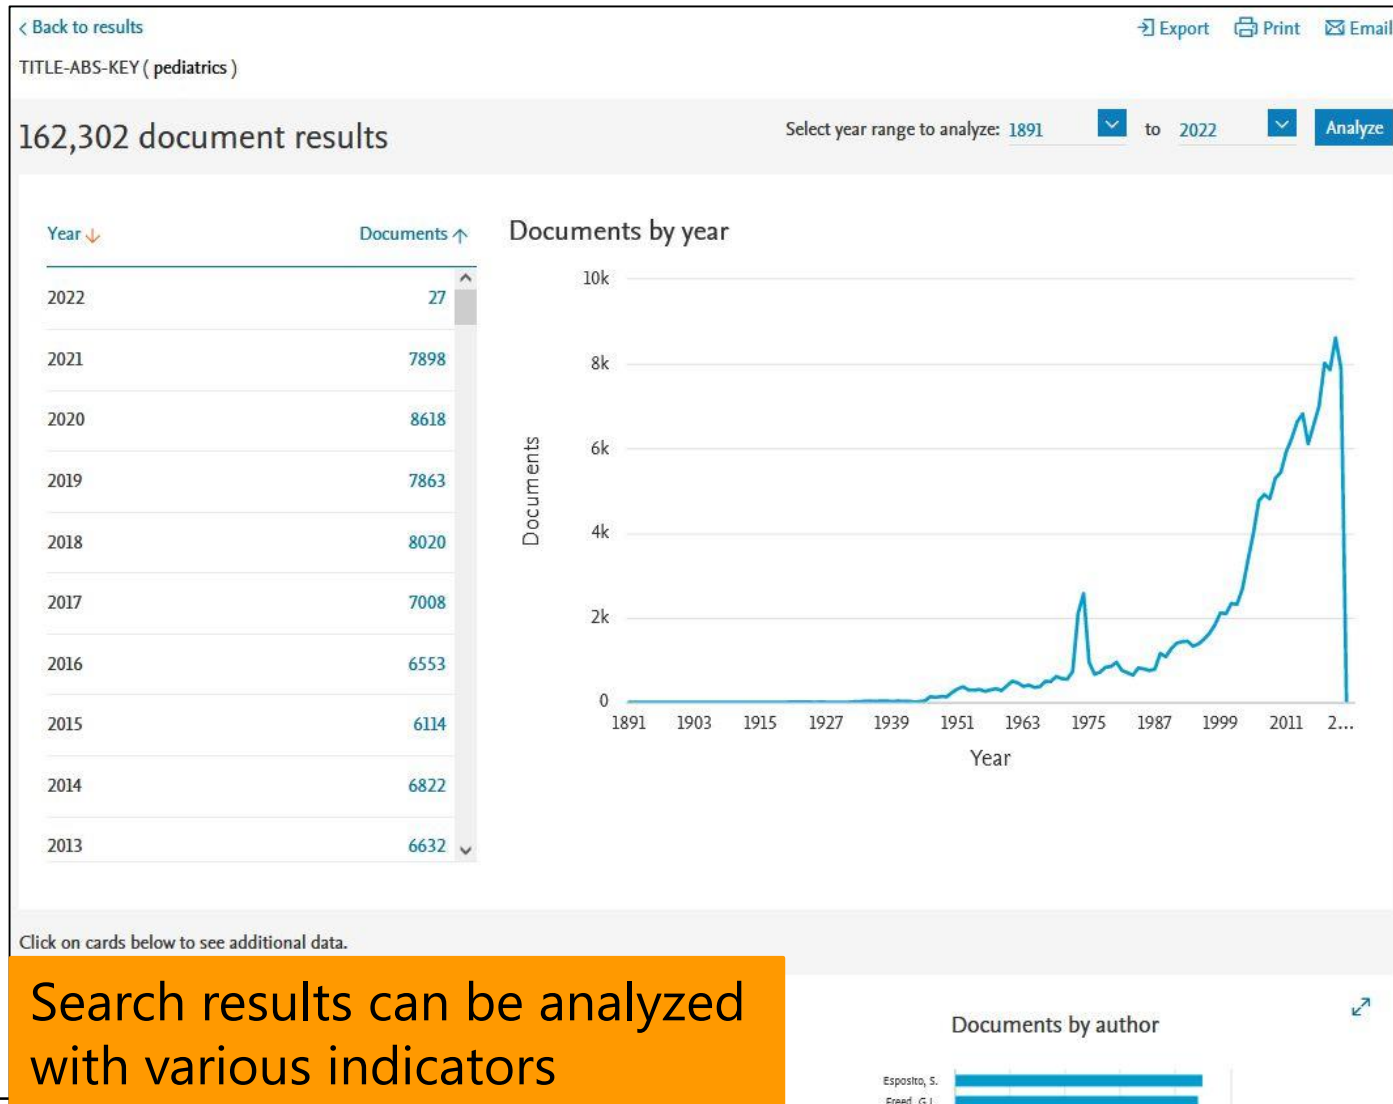 Back to results
Export Print Email
TITLE-ABS-KEY ( pediatrics )
162,302 document results
Select year range to analyze: 1891 to 2022 Analyze
Year Documents
2022 27
2021 7898
2020 8618
2019 7863
2018 8020
2017 7008
2016 6553
2015 6114
2014 6822
2013 6632
Documents by year
10k
8k
6k
4k
2k
0
Documents
1891 1903 1915 1927 1939 1951 1963 1975 1987 1999 2011 2...
Year
Click on cards below to see additional data.
Search results can be analyzed
with various indicators
Documents by author
Esposito, S.
Freed, G.L.